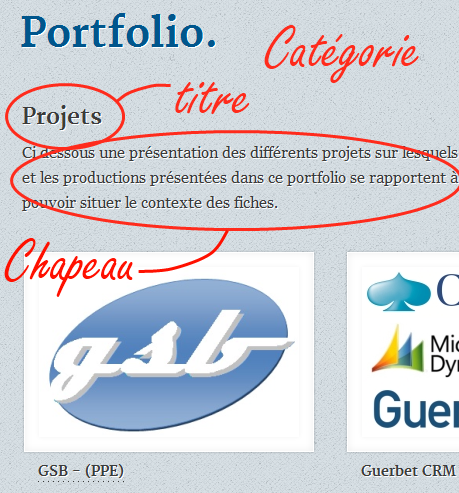 Portfolio.
Catégorie
titre
Projets
Ci dessous une présentation des différents projets sur lesquels
et les productions présentées dans ce portfolio se rapportent à
pouvoir situer le contexte des fiches.
Chapeau
gsb
C
Mic
Dyn
Guer
GSB - (PPE)
Guerbet CRM